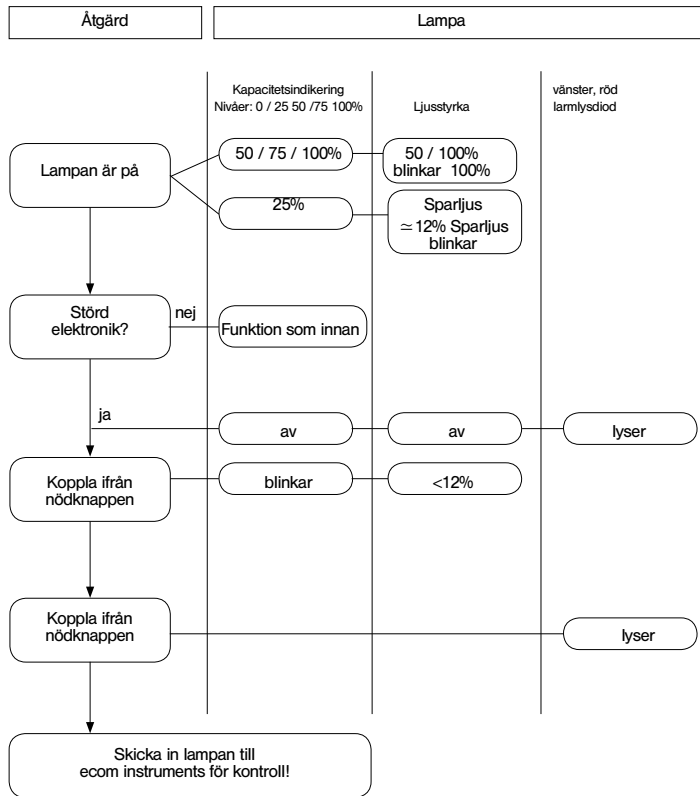 Åtgärd
Lampa
Kapacitetsindikering
Nivåer: 0 / 25 50 /75 100%
Ljusstyrka
vänster, röd
larmlysdiod
Lampan är på
50 / 75 / 100%
50 / 100%
blinkar 100%
25%
Sparljus
≃12% Sparljus
blinkar
Störd
elektronik?
nej
Funktion som innan
ja
av
av
lyser
Koppla ifrån
nödknappen
blinkar
<12%
Koppla ifrån
nödknappen
lyser
Skicka in lampan till
ecom instruments för kontroll!